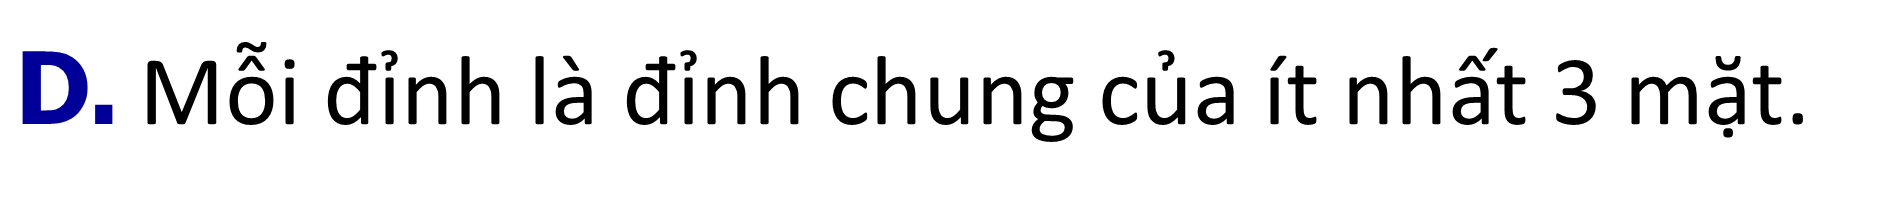 D. Mỗi đỉnh là đỉnh chung của ít nhất 3 mặt.